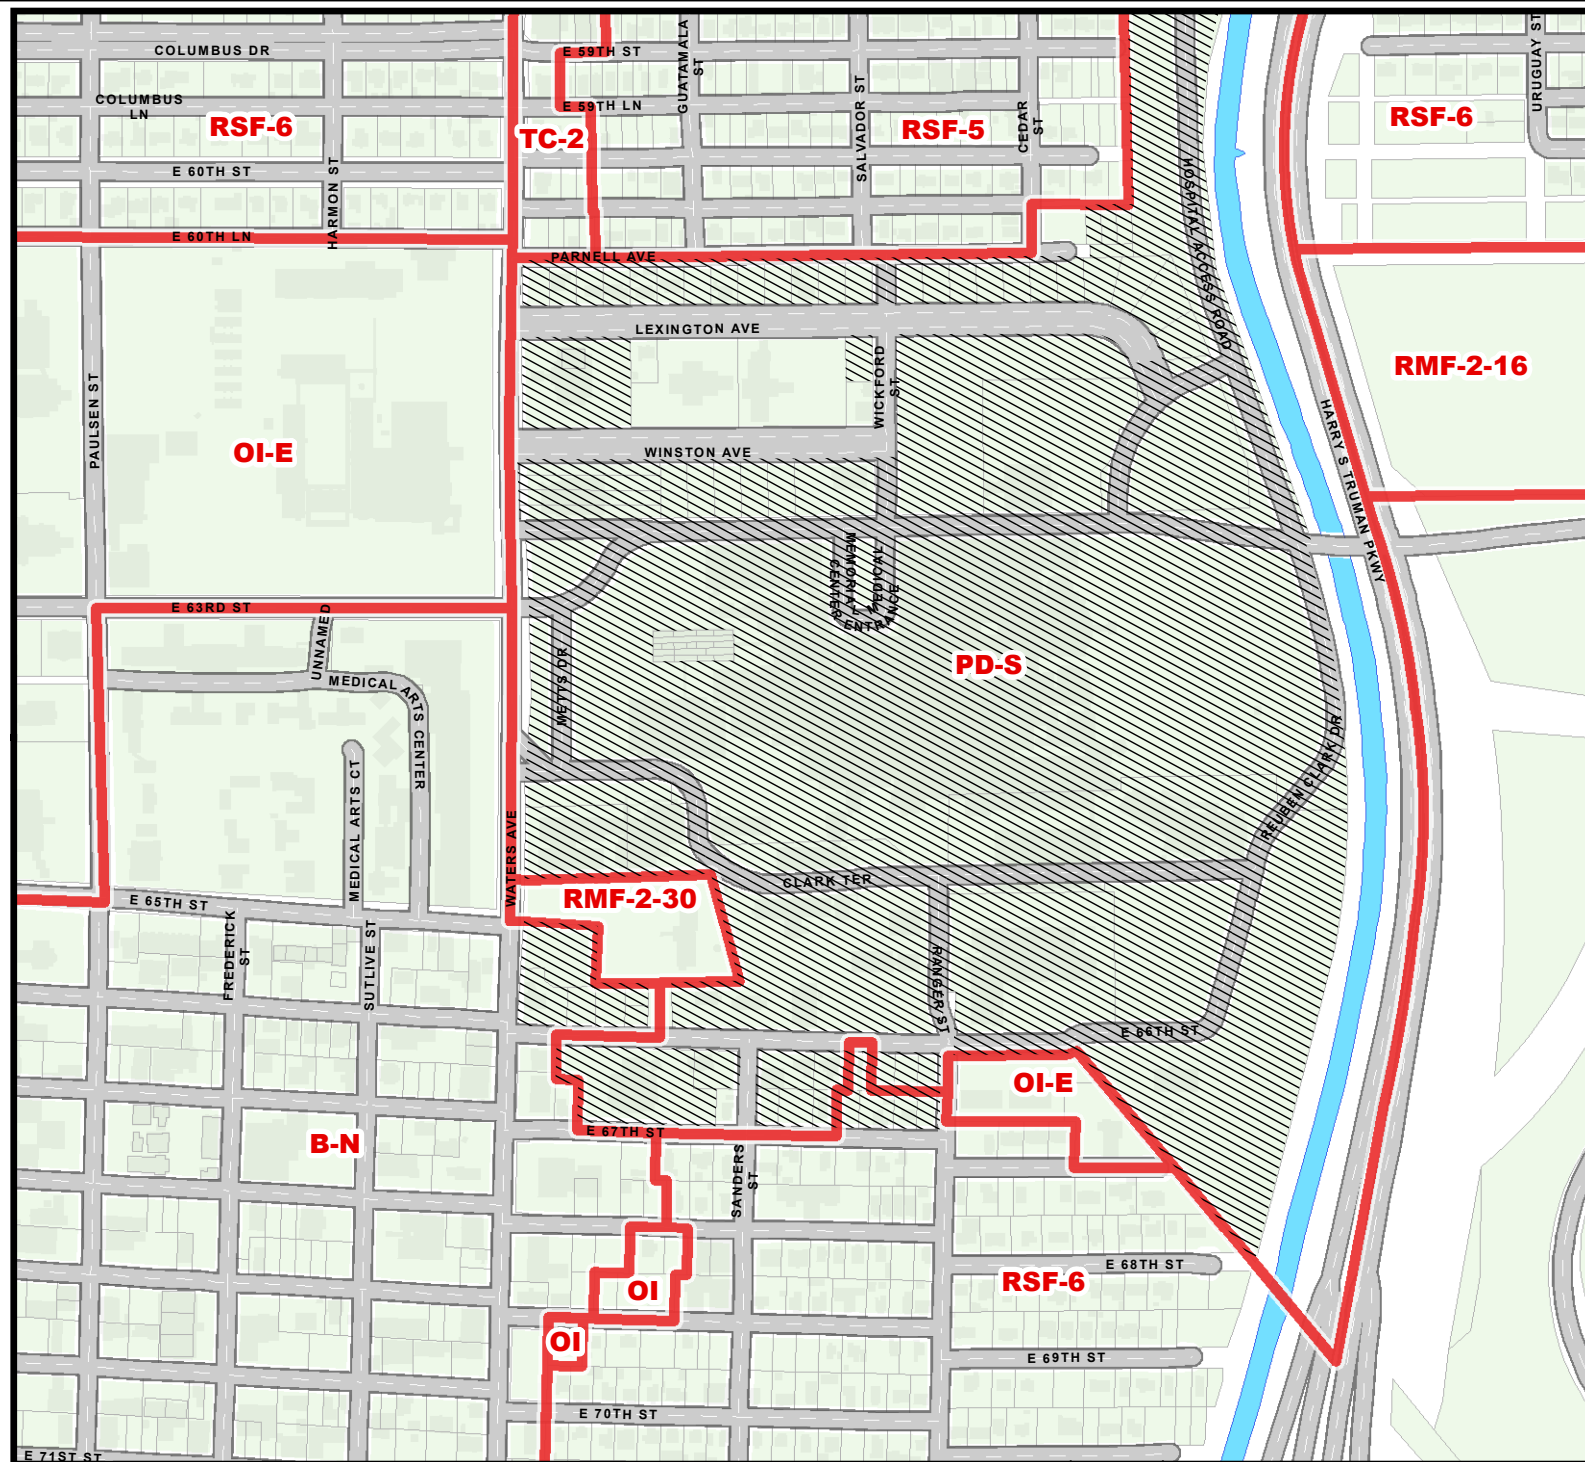 COLUMBUS DR
E 59TH ST
GUATAMALA
ST
URUGUAY ST
COLUMBUS
LN
E 59TH LN
SALVADOR ST
CEDAR
ST
RSF-6
TC-2
RSF-5
RSF-6
E 60TH ST
HARMON ST
HOSPITAL ACCESS ROAD
E 60TH LN
PARNELL AVE
LEXINGTON AVE
WICKFORD
ST
RMF-2-16
PAULSEN ST
OI-E
WINSTON AVE
HARRY S TRUMAN PKWY
MEMORIAL
MEDICAL
CENTER
ENTRANCE
E 63RD ST
UNNAMED
METTS DR
PD-S
MEDICAL ARTS
CENTER
REUBEN CLARK DR
MEDICAL ARTS CT
WATERS AVE
CLARK TER
RMF-2-30
E 65TH ST
FREDERICK
ST
SUTLIVE ST
RANGER ST
E 66TH ST
OI-E
B-N
E 67TH ST
SANDERS
ST
E 68TH ST
OI
RSF-6
OI
E 69TH ST
E 70TH ST
E 71ST ST